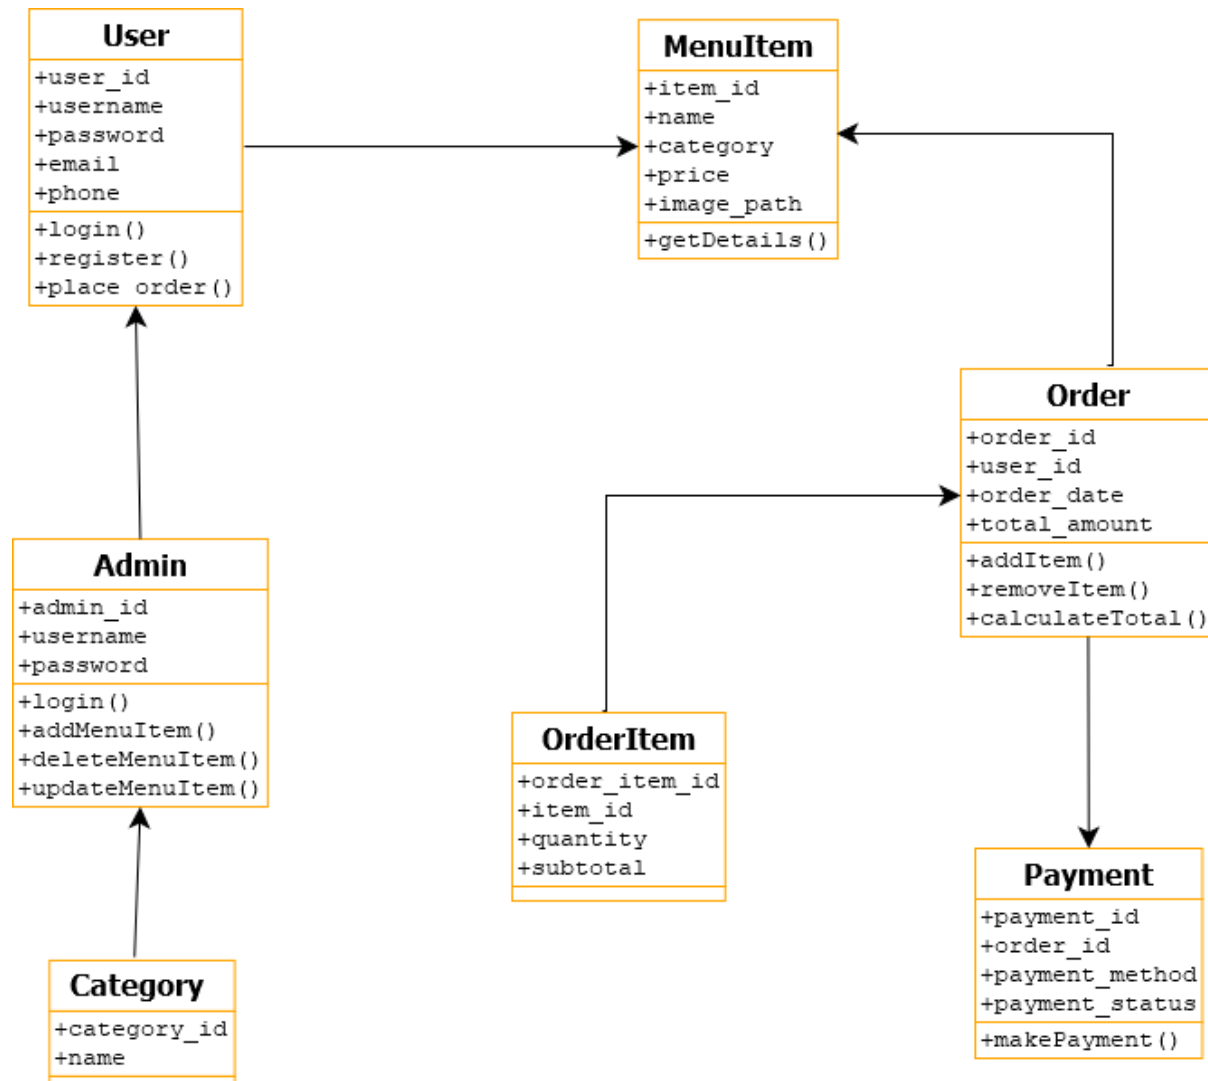 User
+user_id
+username
+password
+email
+phone
+login()
+register()
+place order()
MenuItem
+item_id
+name
+category
+price
+image_path
+getDetails()
Order
+order_id
+user_id
+order_date
+total_amount
+addItem()
+removeItem()
+calculateTotal()
Admin
+admin_id
+username
+password
+login()
+addMenuItem()
+deleteMenuItem()
+updateMenuItem()
OrderItem
+order_item_id
+item_id
+quantity
+subtotal
Payment
+payment_id
+order_id
+payment_method
+payment_status
+makePayment()
Category
+category_id
+name